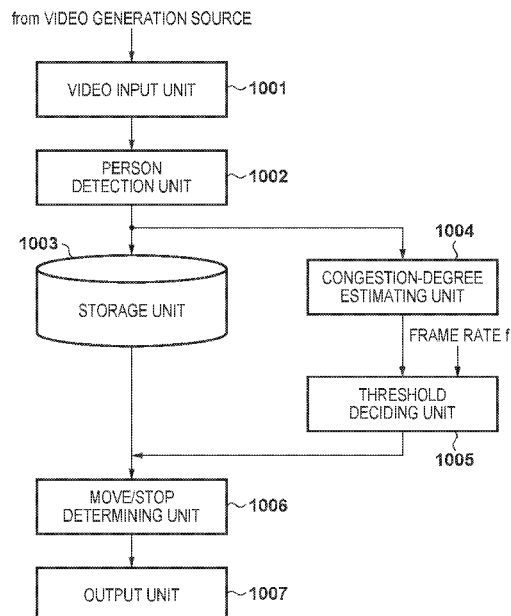 from VIDEO GENERATION SOURCE
VIDEO INPUT UNIT
1001
PERSON
DETECTION UNIT
1002
1003
STORAGE UNIT
1004
CONGESTION-DEGREE
ESTIMATING UNIT
FRAME RATE f
THRESHOLD
DECIDING UNIT
1005
MOVE/STOP
DETERMINING UNIT
1006
OUTPUT UNIT
1007